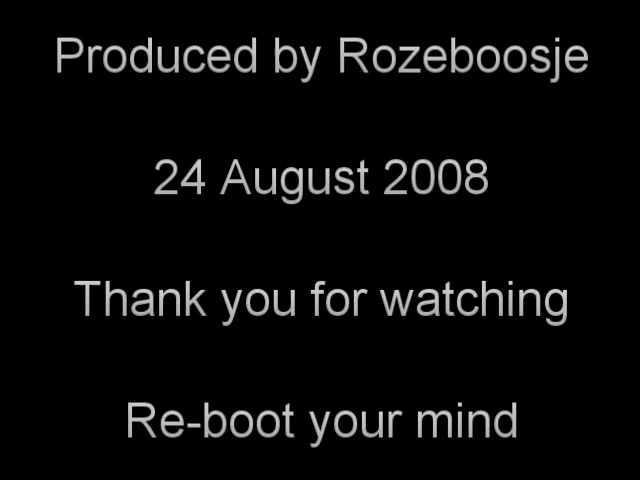 Produced by Rozeboosje
24 August 2008
Thank you for watching
Re-boot your mind